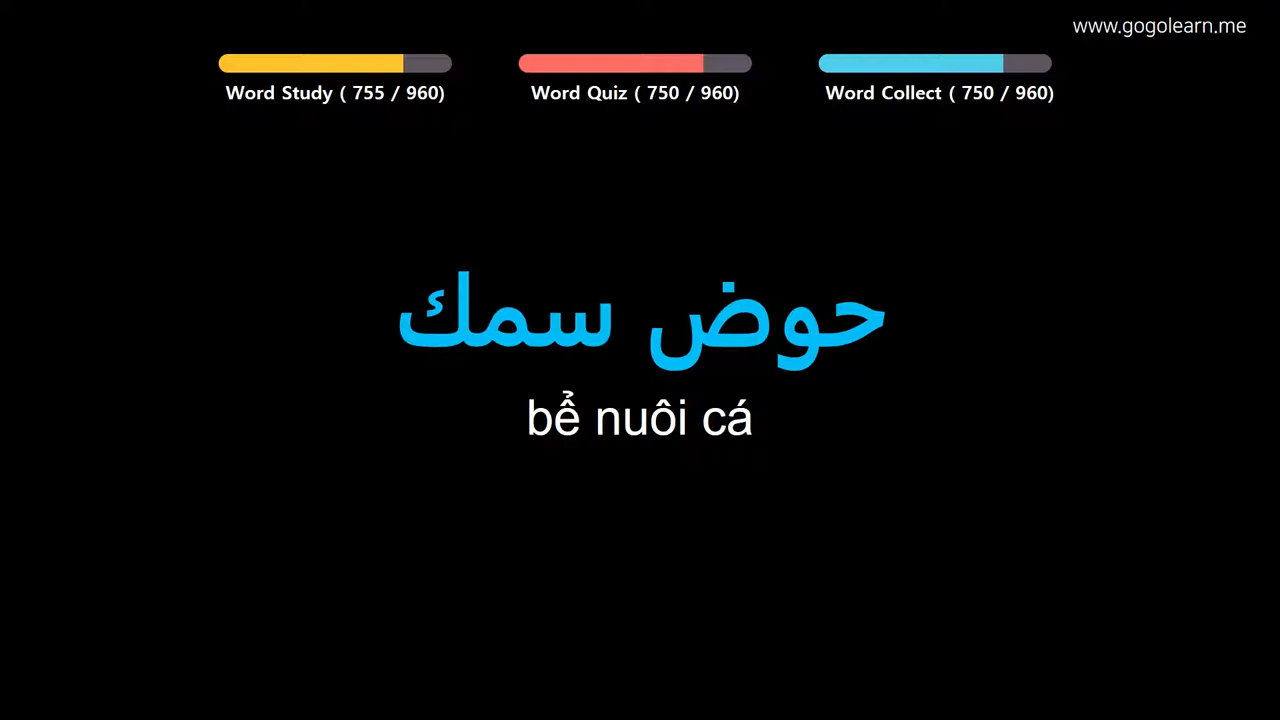 www.gogolearn.me
Word Study ( 755 / 960)
Word Quiz ( 750 / 960)
Word Collect ( 750 / 960)
حوض سمك
bể nuôi cá